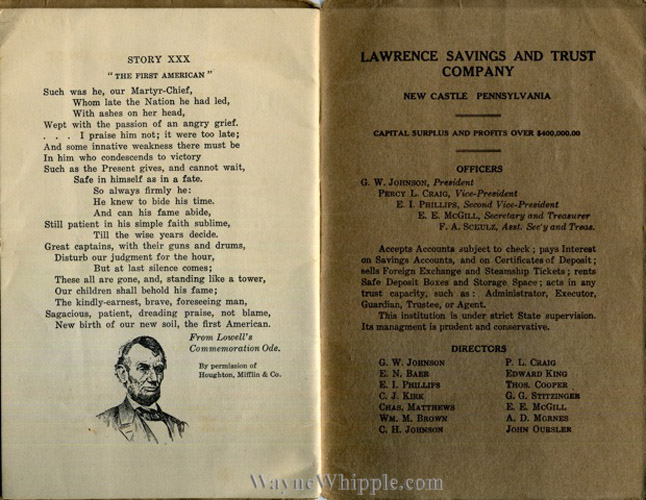 STORY XXX
"THE FIRST AMERICAN"
Such was he, our Martyr-Chief,
Whom late the Nation he had led,
With ashes on her head,
Wept with the passion of an angry grief.
. . . I praise him not; it were too late;
And some innative weakness there must be
In him who condescends to victory
Such as the Present gives, and cannot wait,
Safe in himself as in a fate.
So always firmly he:
He knew to bide his time.
And can his fame abide,
Still patient in his simple faith sublime,
Till the wise years decide.
Great captains, with their guns and drums,
Disturb our judgment for the hour,
But at last silence comes;
These all are gone, and, standing like a tower,
Our children shall behold his fame;
The kindly-earnest, brave, foreseeing man,
Sagacious, patient, dreading praise, not blame,
New birth of our new soil, the first American.
From Lowell's
Commemoration Ode.
By permission of
Houghton, Mifflin & Co.
LAWRENCE SAVINGS AND TRUST
COMPANY
NEW CASTLE PENNSYLVANIA
CAPITAL SURPLUS AND PROFITS OVER $400,000.00
OFFICERS
G. W. JOHNSON, President
PERCY L. CRAIG, Vice-President
E. I. PHILLIPS, Second Vice-President
E. E. MCGILL, Secretary and Treasurer
F. A. SCULZ, Asst. Sec'y and Treas.
Accepts Accounts subject to check; pays Interest
on Savings Accounts, and on Certificates of Deposit;
sells Foreign Exchange and Steamship Tickets; rents
Safe Deposit Boxes and Storage Space; acts in any
trust capacity, such as: Administrator, Executor,
Guardian, Trustee, or Agent.
This institution is under strict State supervision.
Its managment is prudent and conservative.
DIRECTORS
G. W. JOHNSON
E. N. BAER
E. I. PHILLIPS
C. J. KIRK
CHAS. MATTHEWS
WM. M. BROWN
C. H. JOHNSON
P. L. CRAIG
EDWARD KING
THOS. COOPER
G. G. STITZINGER
E. E. MCGILL
A. D. MORNES
JOHN OURSLER
WayneWhipple.com